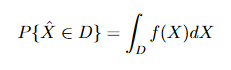 P{X̂ ∈ D} = ∫_D f(X)dX